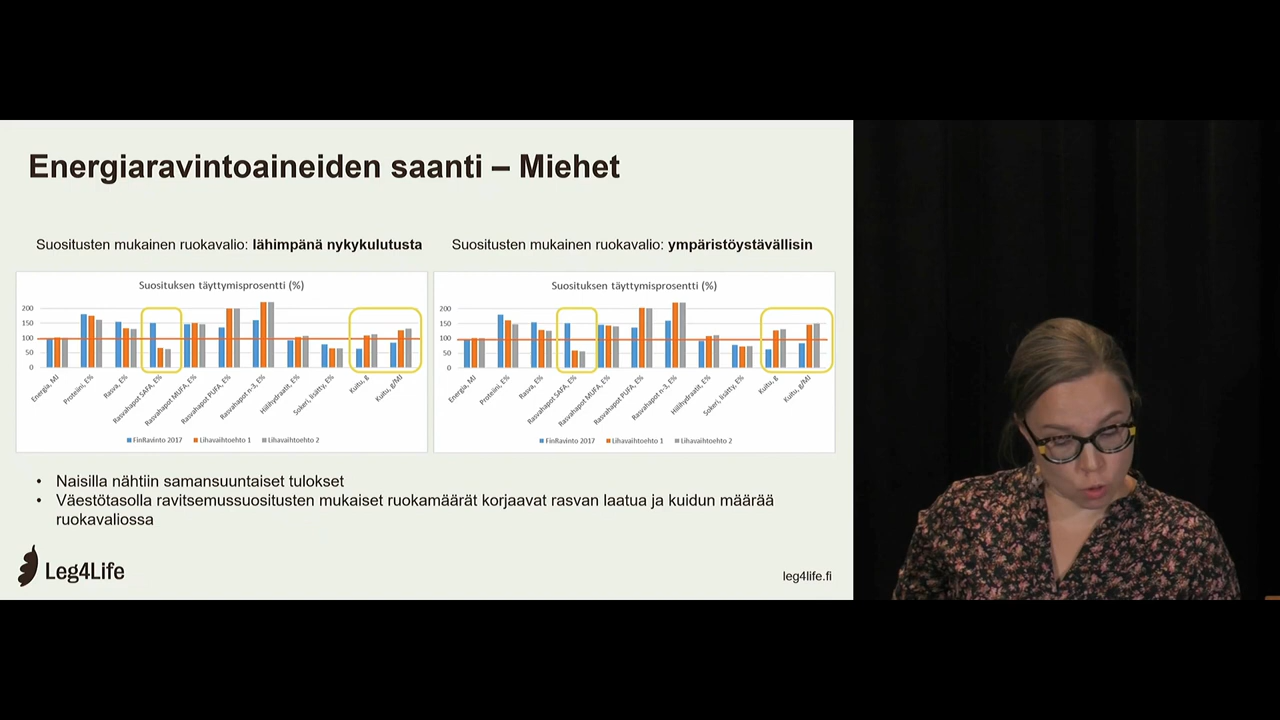 Energiaravintoaineiden saanti – Miehet
Suositusten mukainen ruokavalio: lähimpänä nykykulutusta
Suositusten mukainen ruokavalio: ympäristöystävällisin
Suosituksen täyttymisprosentti (%)
200
150
100
50
0
Energia, MJ
Proteiini, E%
Rasva, E%
Rasvahapot SAFA, E%
Rasvahapot MUFA, E%
Rasvahapot PUFA, E%
Rasvahapot n-3, E%
Hiilihydraatit, E%
Sokeri, lisätty, E%
Kuitu, g
Kuitu, g/MJ
FinRavinto 2017 Lihavaihtoehto 1 Lihavaihtoehto 2
Suosituksen täyttymisprosentti (%)
200
150
100
50
0
Energia, MJ
Proteiini, E%
Rasva, E%
Rasvahapot SAFA, E%
Rasvahapot MUFA, E%
Rasvahapot PUFA, E%
Rasvahapot n-3, E%
Hiilihydraatit, E%
Sokeri, lisätty, E%
Kuitu, g
Kuitu, g/MJ
FinRavinto 2017 Lihavaihtoehto 1 Lihavaihtoehto 2
• Naisilla nähtiin samansuuntaiset tulokset
• Väestötasolla ravitsemussuositusten mukaiset ruokamäärät korjaavat rasvan laatua ja kuidun määrää
ruokavaliossa
Leg4Life
leg4life.fi